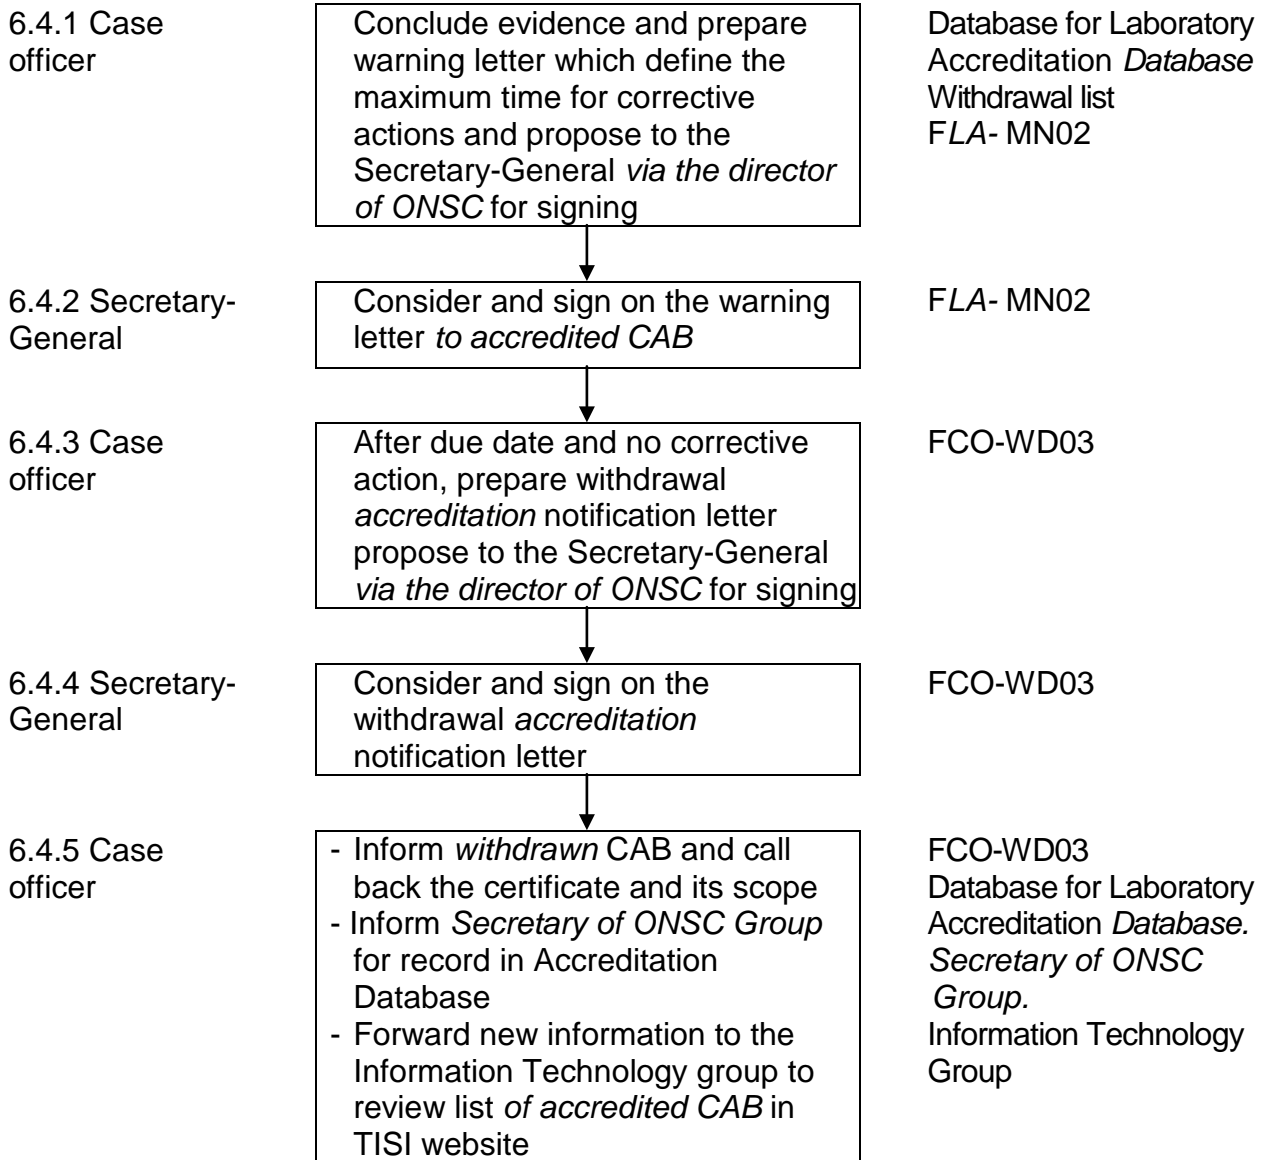 6.4.1 Case
officer
Conclude evidence and prepare
warning letter which define the
maximum time for corrective
actions and propose to the
Secretary-General via the director
of ONSC for signing
Database for Laboratory
Accreditation Database
Withdrawal list
FLA- MN02
6.4.2 Secretary-
General
Consider and sign on the warning
letter to accredited CAB
FLA- MN02
6.4.3 Case
officer
After due date and no corrective
action, prepare withdrawal
accreditation notification letter
propose to the Secretary-General
via the director of ONSC for signing
FCO-WD03
6.4.4 Secretary-
General
Consider and sign on the
withdrawal accreditation
notification letter
FCO-WD03
6.4.5 Case
officer
- Inform withdrawn CAB and call
back the certificate and its scope
- Inform Secretary of ONSC Group
for record in Accreditation
Database
- Forward new information to the
Information Technology group to
review list of accredited CAB in
TISI website
FCO-WD03
Database for Laboratory
Accreditation Database.
Secretary of ONSC
Group.
Information Technology
Group